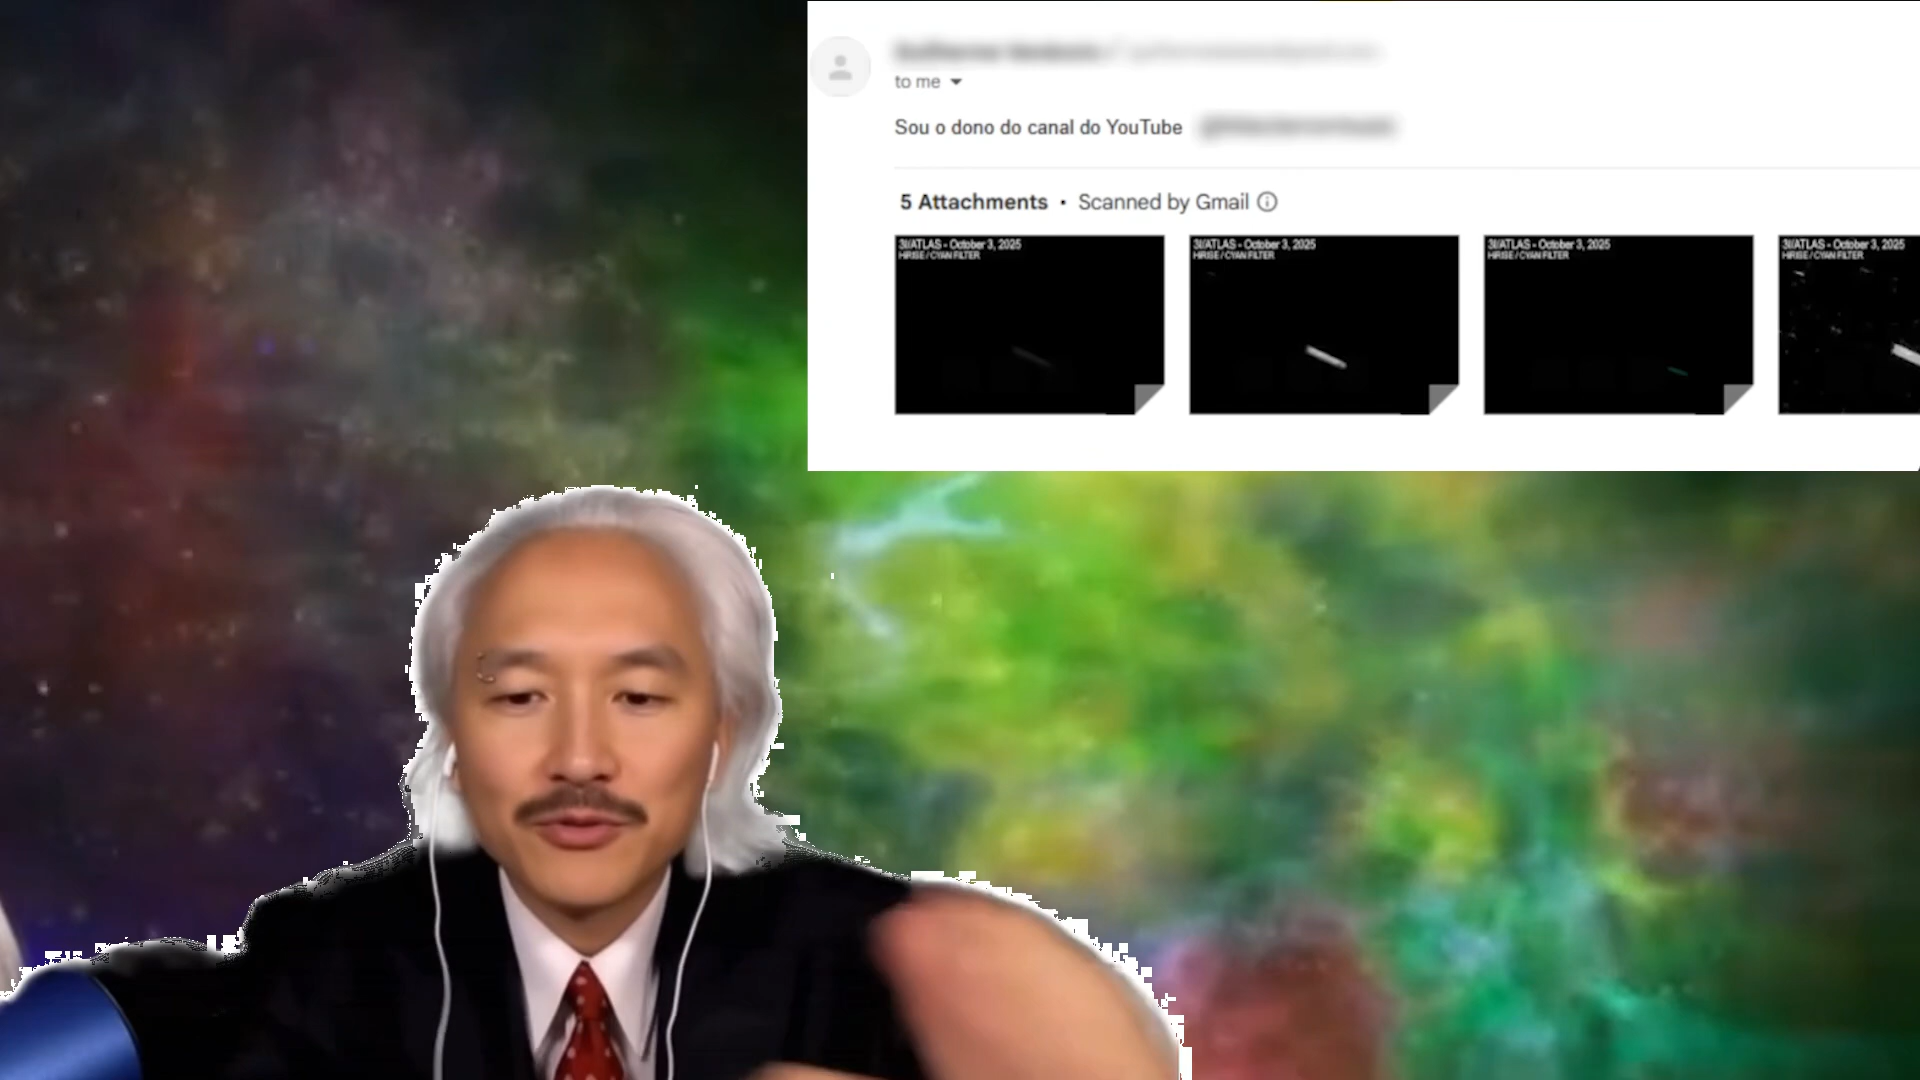 to me
Sou o dono do canal do YouTube
5 Attachments • Scanned by Gmail
3I/ATLAS - October 3, 2025
HIRISE / CYAN FILTER
3I/ATLAS - October 3, 2025
HIRISE / CYAN FILTER
3I/ATLAS - October 3, 2025
HIRISE / CYAN FILTER
3I/ATLAS - October 3, 2025
HIRISE / CYAN FILTER